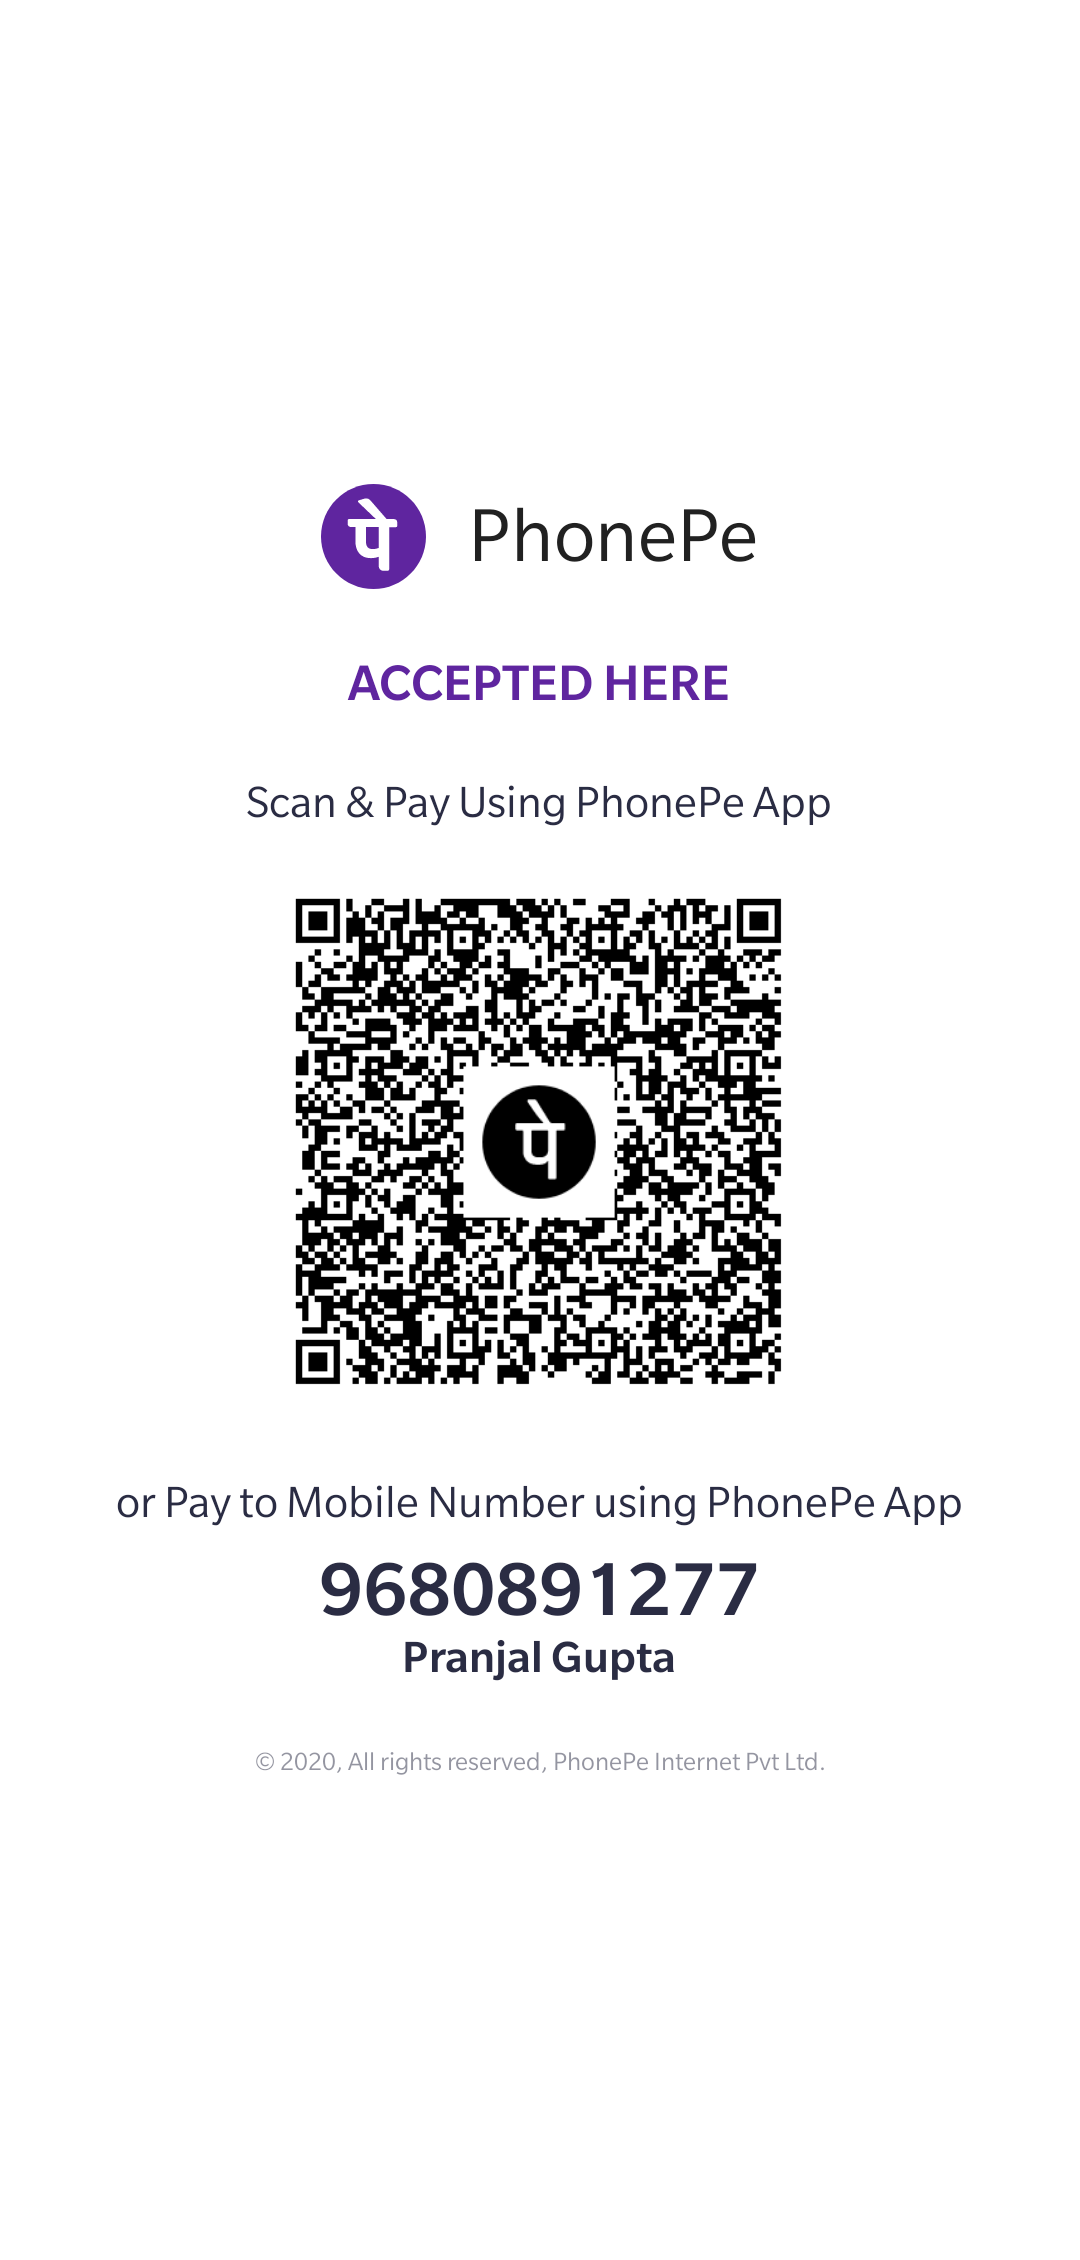 पे PhonePe
ACCEPTED HERE
Scan & Pay Using PhonePe App
पे
or Pay to Mobile Number using PhonePe App
9680891277
Pranjal Gupta
© 2020, All rights reserved, PhonePe Internet Pvt Ltd.